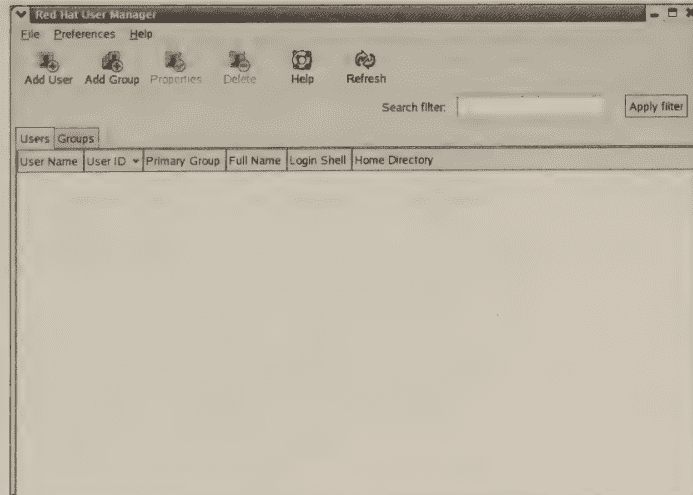 Red Hat User Manager
File Preferences Help
Add User Add Group Properties Delete Help Refresh
Search filter: Apply filter
Users Groups
User Name User ID Primary Group Full Name Login Shell Home Directory